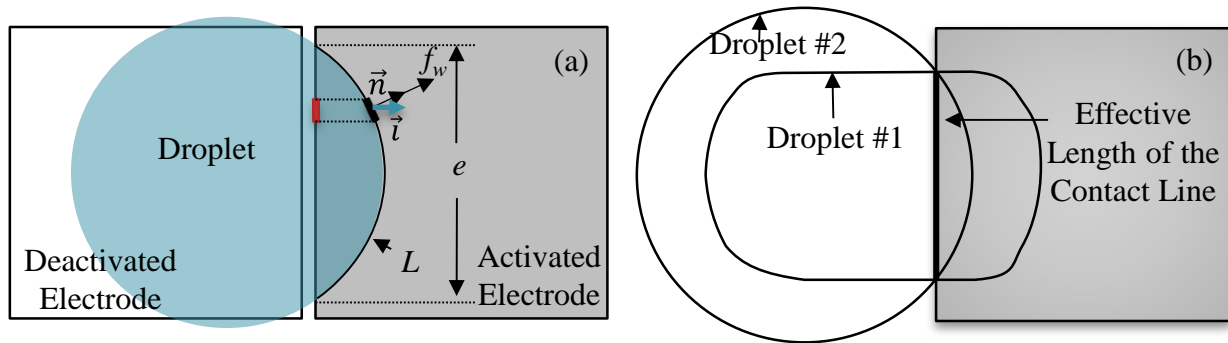 (a)
f_w
n⃗
i⃗
Droplet
e
L
Deactivated
Electrode
Activated
Electrode
(b)
Droplet #2
Droplet #1
Effective
Length of the
Contact Line